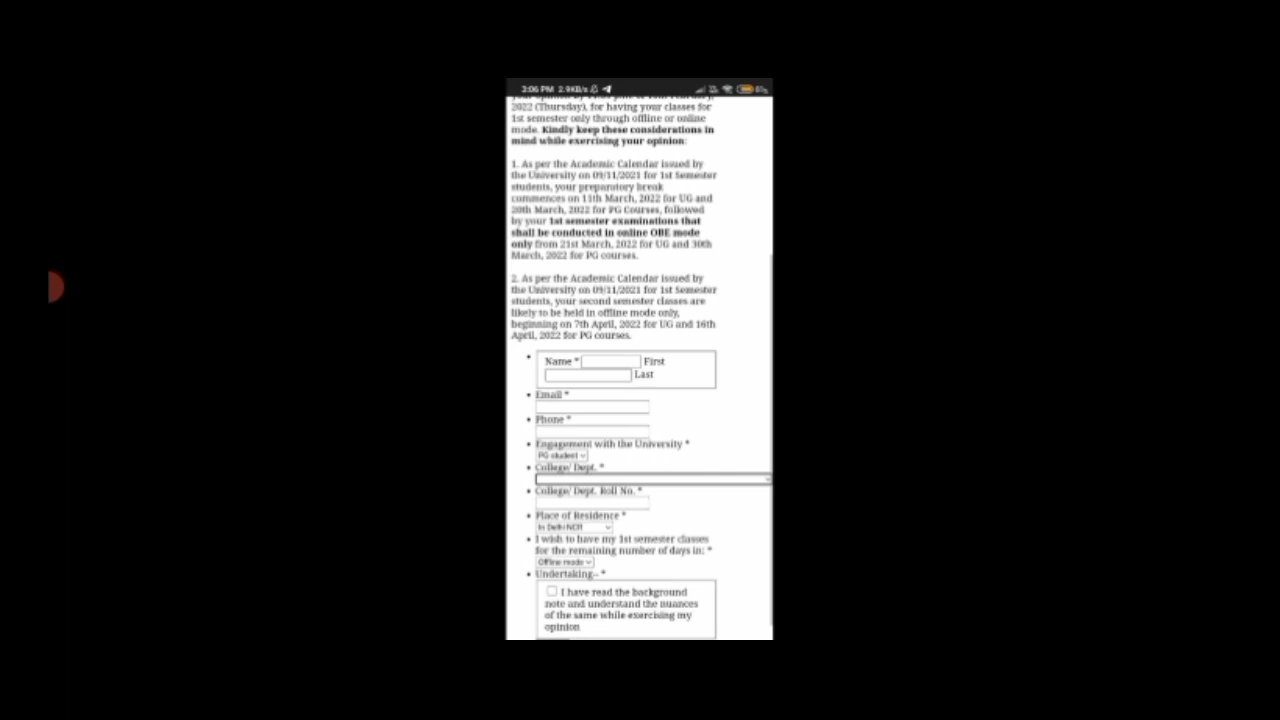 3:06 PM 2.9KB/s
2022 (Thursday), for having your classes for
1st semester only through offline or online
mode. Kindly keep these considerations in
mind while exercising your opinion:
1. As per the Academic Calendar issued by
the University on 09/11/2021 for 1st Semester
students, your preparatory break
commences on 11th March, 2022 for UG and
20th March, 2022 for PG Courses, followed
by your 1st semester examinations that
shall be conducted in online OBE mode
only from 21st March, 2022 for UG and 30th
March, 2022 for PG courses.
2. As per the Academic Calendar issued by
the University on 09/11/2021 for 1st Semester
students, your second semester classes are
likely to be held in offline mode only,
beginning on 7th April, 2022 for UG and 16th
April, 2022 for PG courses.
Name * First
Last
Email *
Phone *
Engagement with the University *
PG student
College/ Dept. *
College/ Dept. Roll No. *
Place of Residence *
In Delhi NCR
I wish to have my 1st semester classes
for the remaining number of days in: *
Offline mode
Undertaking-- *
I have read the background
note and understand the nuances
of the same while exercising my
opinion